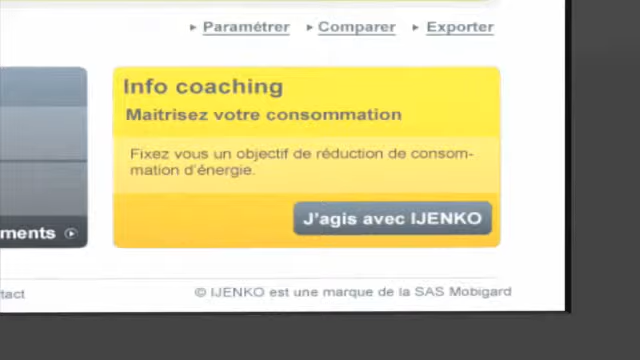 Paramétrer Comparer Exporter
Info coaching
Maitrisez votre consommation
Fixez vous un objectif de réduction de consom-
mation d'énergie.
J'agis avec IJENKO
ments
tact
© IJENKO est une marque de la SAS Mobigard